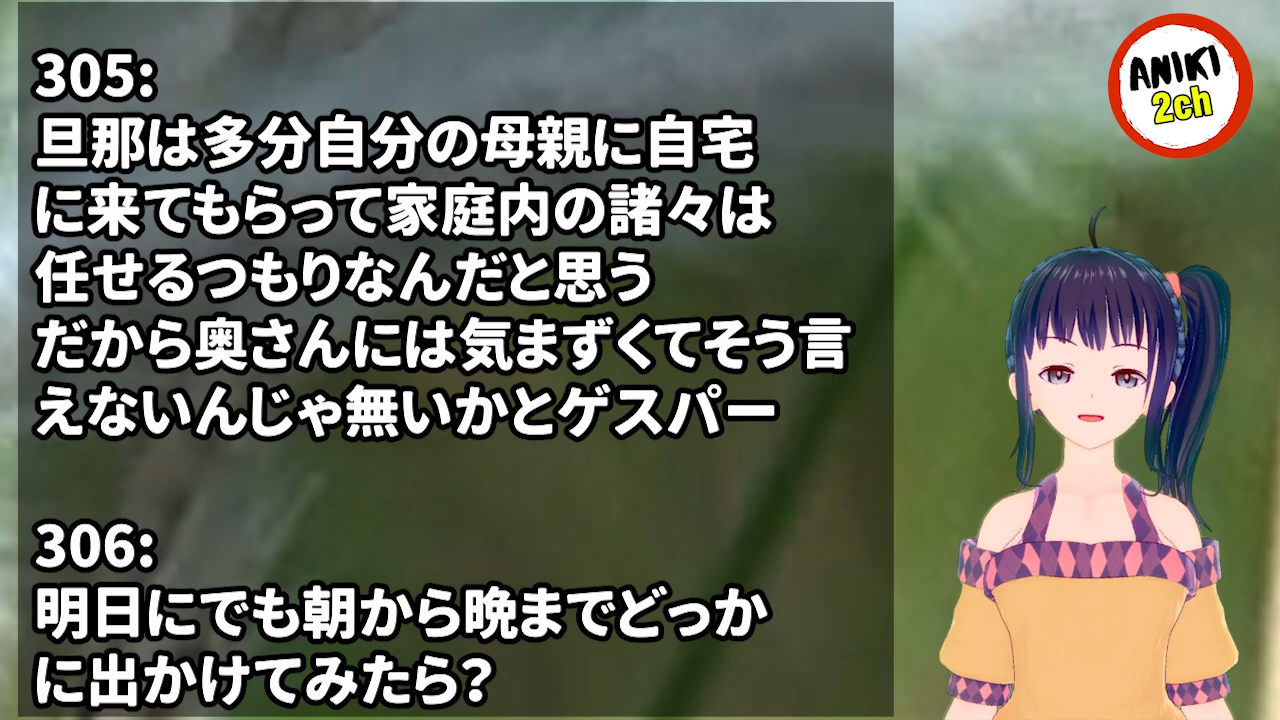 305:
旦那は多分自分の母親に自宅
に来てもらって家庭内の諸々は
任せるつもりなんだと思う
だから奥さんには気まずくてそう言
えないんじゃ無いかとゲスパー
306:
明日にでも朝から晩までどっか
に出かけてみたら?
ANIKI
2ch